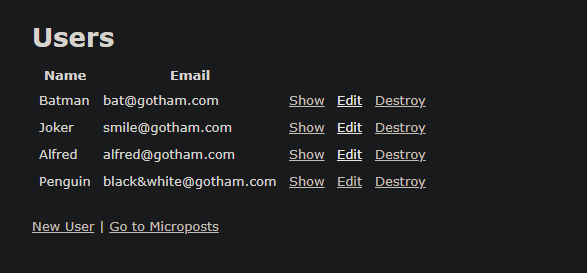 Users
Name Email
Batman bat@gotham.com Show Edit Destroy
Joker smile@gotham.com Show Edit Destroy
Alfred alfred@gotham.com Show Edit Destroy
Penguin black&white@gotham.com Show Edit Destroy
New User | Go to Microposts